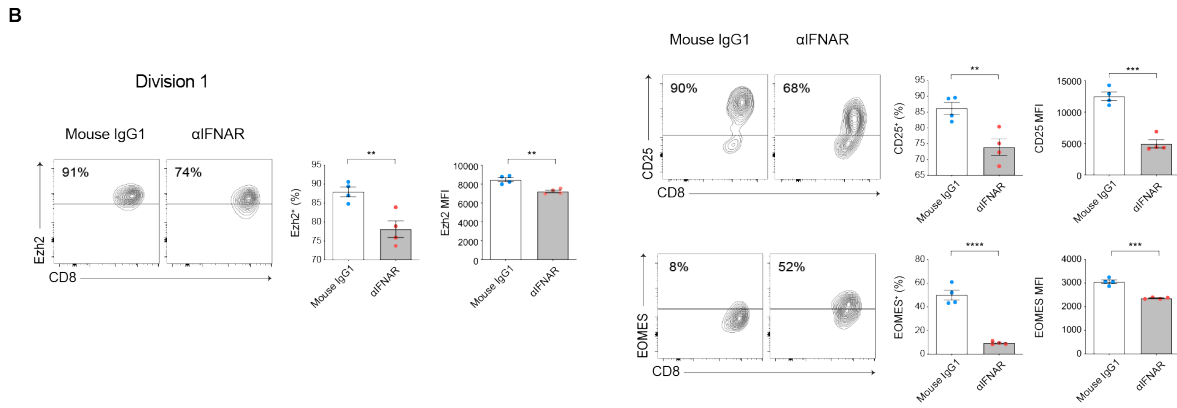 B
Division 1
Mouse IgG1
αIFNAR
91%
74%
Ezh2
CD8
Ezh2⁺ (%)
95
90
85
80
75
70
**
Mouse IgG1
αIFNAR
Ezh2 MFI
10000
8000
6000
4000
2000
0
**
Mouse IgG1
αIFNAR
Mouse IgG1
αIFNAR
90%
68%
CD25
CD8
CD25⁺ (%)
95
90
85
80
75
70
65
**
Mouse IgG1
αIFNAR
CD25 MFI
15000
10000
5000
0
***
Mouse IgG1
αIFNAR
8%
52%
EOMES
CD8
EOMES⁺ (%)
80
60
40
20
0
****
Mouse IgG1
αIFNAR
EOMES MFI
4000
3000
2000
1000
0
***
Mouse IgG1
αIFNAR